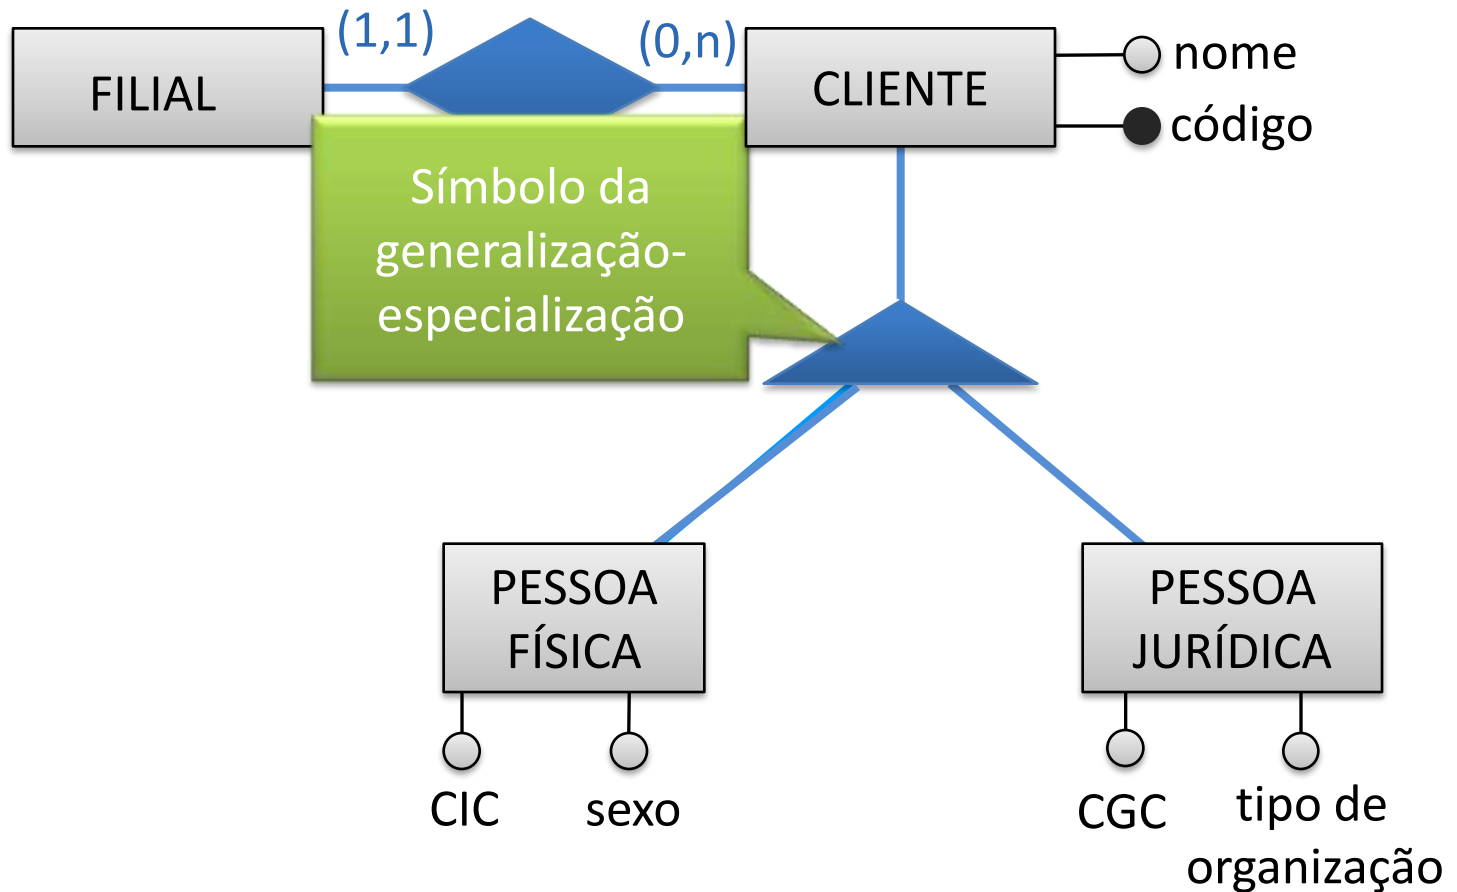 FILIAL
(1,1)
(0,n)
CLIENTE
nome
código
Símbolo da
generalização-
especialização
PESSOA
FÍSICA
PESSOA
JURÍDICA
CIC
sexo
CGC
tipo de
organização